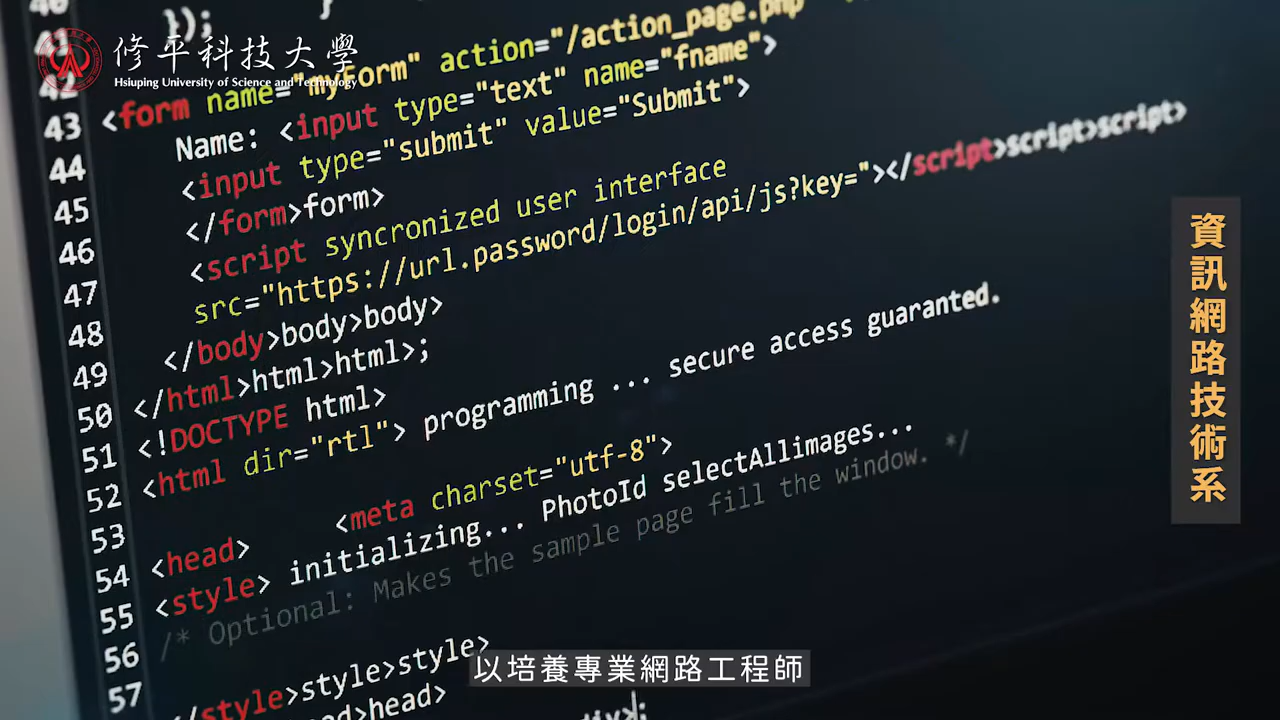 修平科技大學
Hsiuping University of Science and Technology
});
}
42
43 <form name="myForm" action="/action_page.php"
44 Name: <input type="text" name="fname">
45 <input type="submit" value="Submit">
46 </form>form>
47 <script syncronized user interface
48 src="https://url.password/login/api/js?key="></script>script>script>
49 </body>body>body>
50 </html>html>html>;
51 <!DOCTYPE html>
52 <html dir="rtl"> programming ... secure access guaranted.
53 <meta charset="utf-8">
54 <head>
55 <style> initializing... PhotoId selectAllimages...
56 /* Optional: Makes the sample page fill the window. */
57
</style>style>style>
head>
資訊網路技術系
以培養專業網路工程師